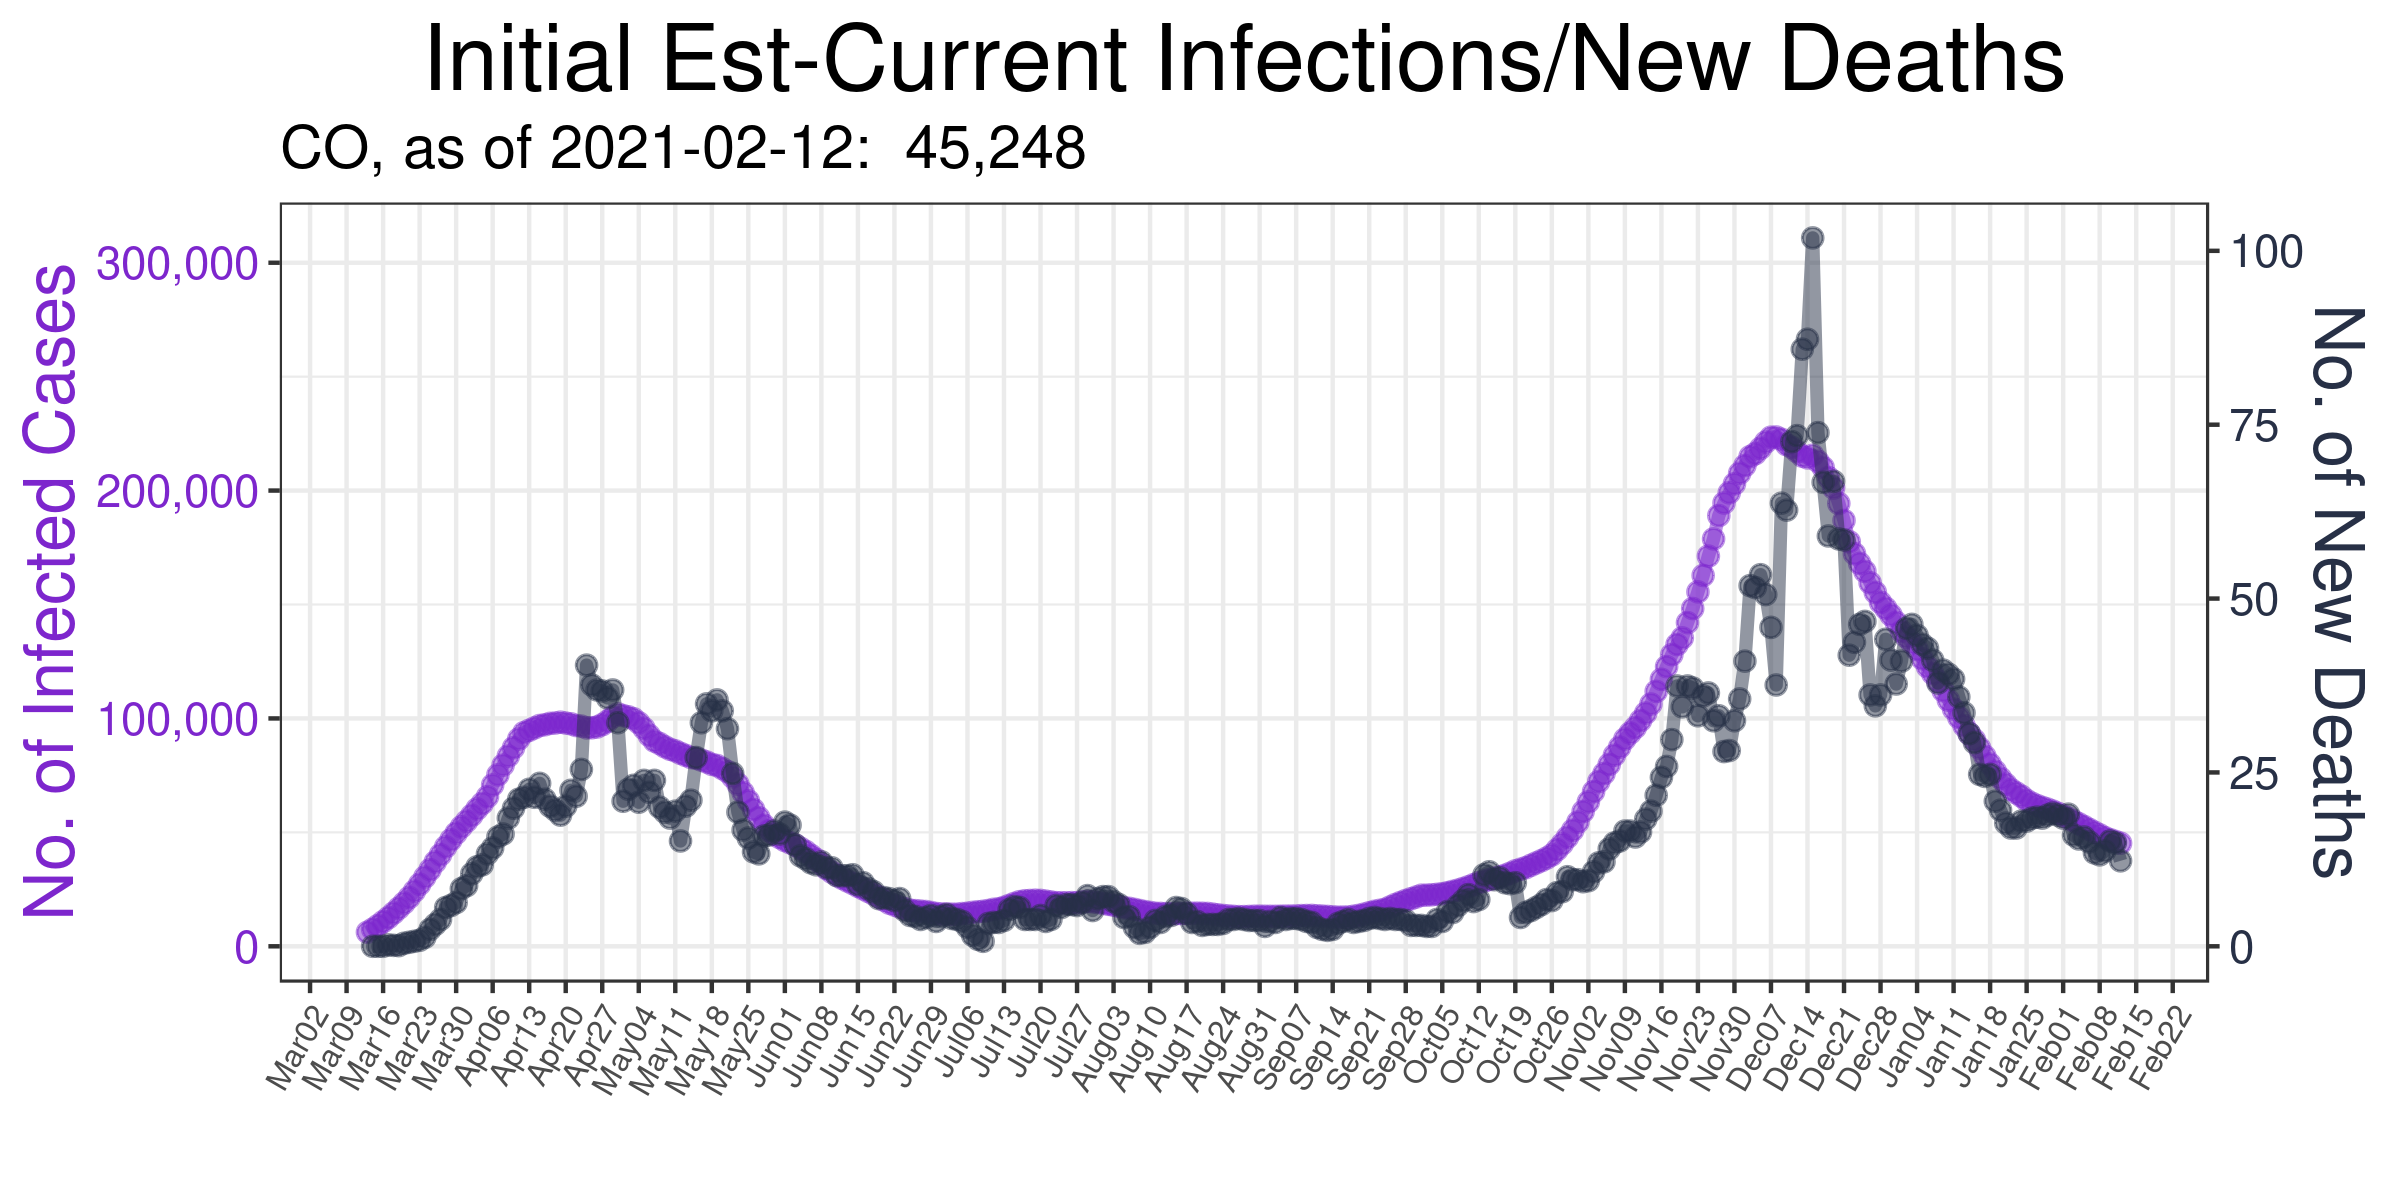 Initial Est-Current Infections/New Deaths
CO, as of 2021-02-12: 45,248
No. of Infected Cases
300,000
200,000
100,000
0
100
75
50
25
0
No. of New Deaths
Mar02
Mar09
Mar16
Mar23
Mar30
Apr06
Apr13
Apr20
Apr27
May04
May11
May18
May25
Jun01
Jun08
Jun15
Jun22
Jun29
Jul06
Jul13
Jul20
Jul27
Aug03
Aug10
Aug17
Aug24
Aug31
Sep07
Sep14
Sep21
Sep28
Oct05
Oct12
Oct19
Oct26
Nov02
Nov09
Nov16
Nov23
Nov30
Dec07
Dec14
Dec21
Dec28
Jan04
Jan11
Jan18
Jan25
Feb01
Feb08
Feb15
Feb22